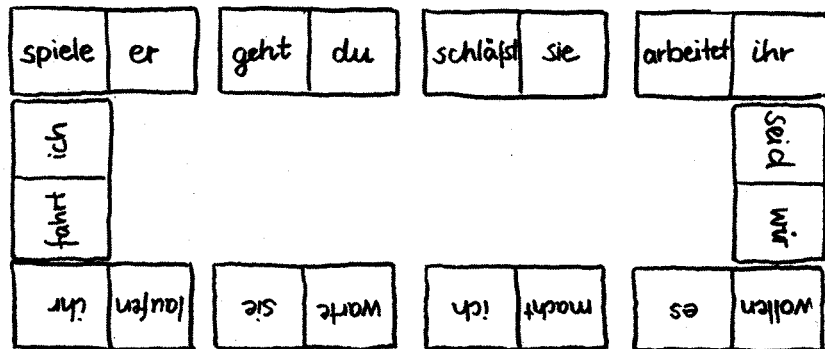 spiele er geht du schläfst sie arbeitet ihr
ich seid
fahrt wir
ihr laufen sie warte ich macht es wollen